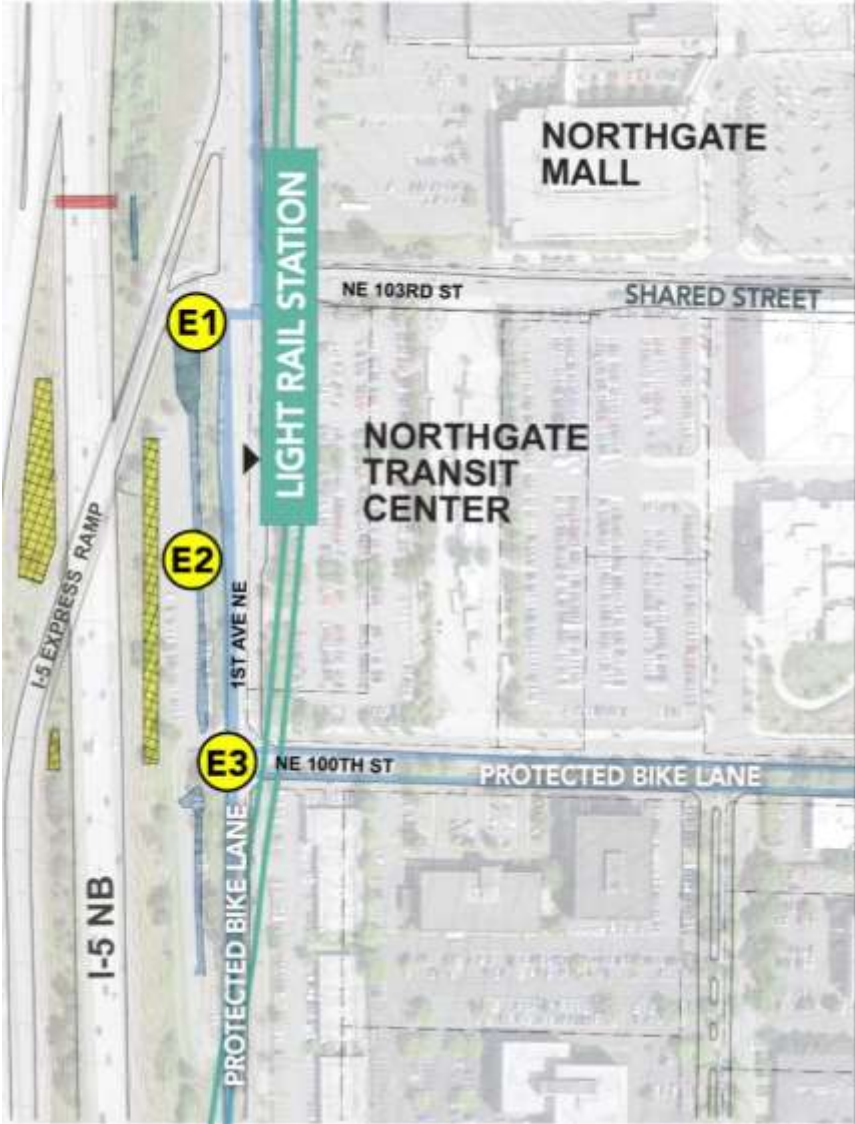 NORTHGATE
MALL
LIGHT RAIL STATION
NE 103RD ST
SHARED STREET
E1
NORTHGATE
TRANSIT
CENTER
E2
I-5 EXPRESS RAMP
1ST AVE NE
E3
NE 100TH ST
PROTECTED BIKE LANE
PROTECTED BIKE LANE
I-5 NB